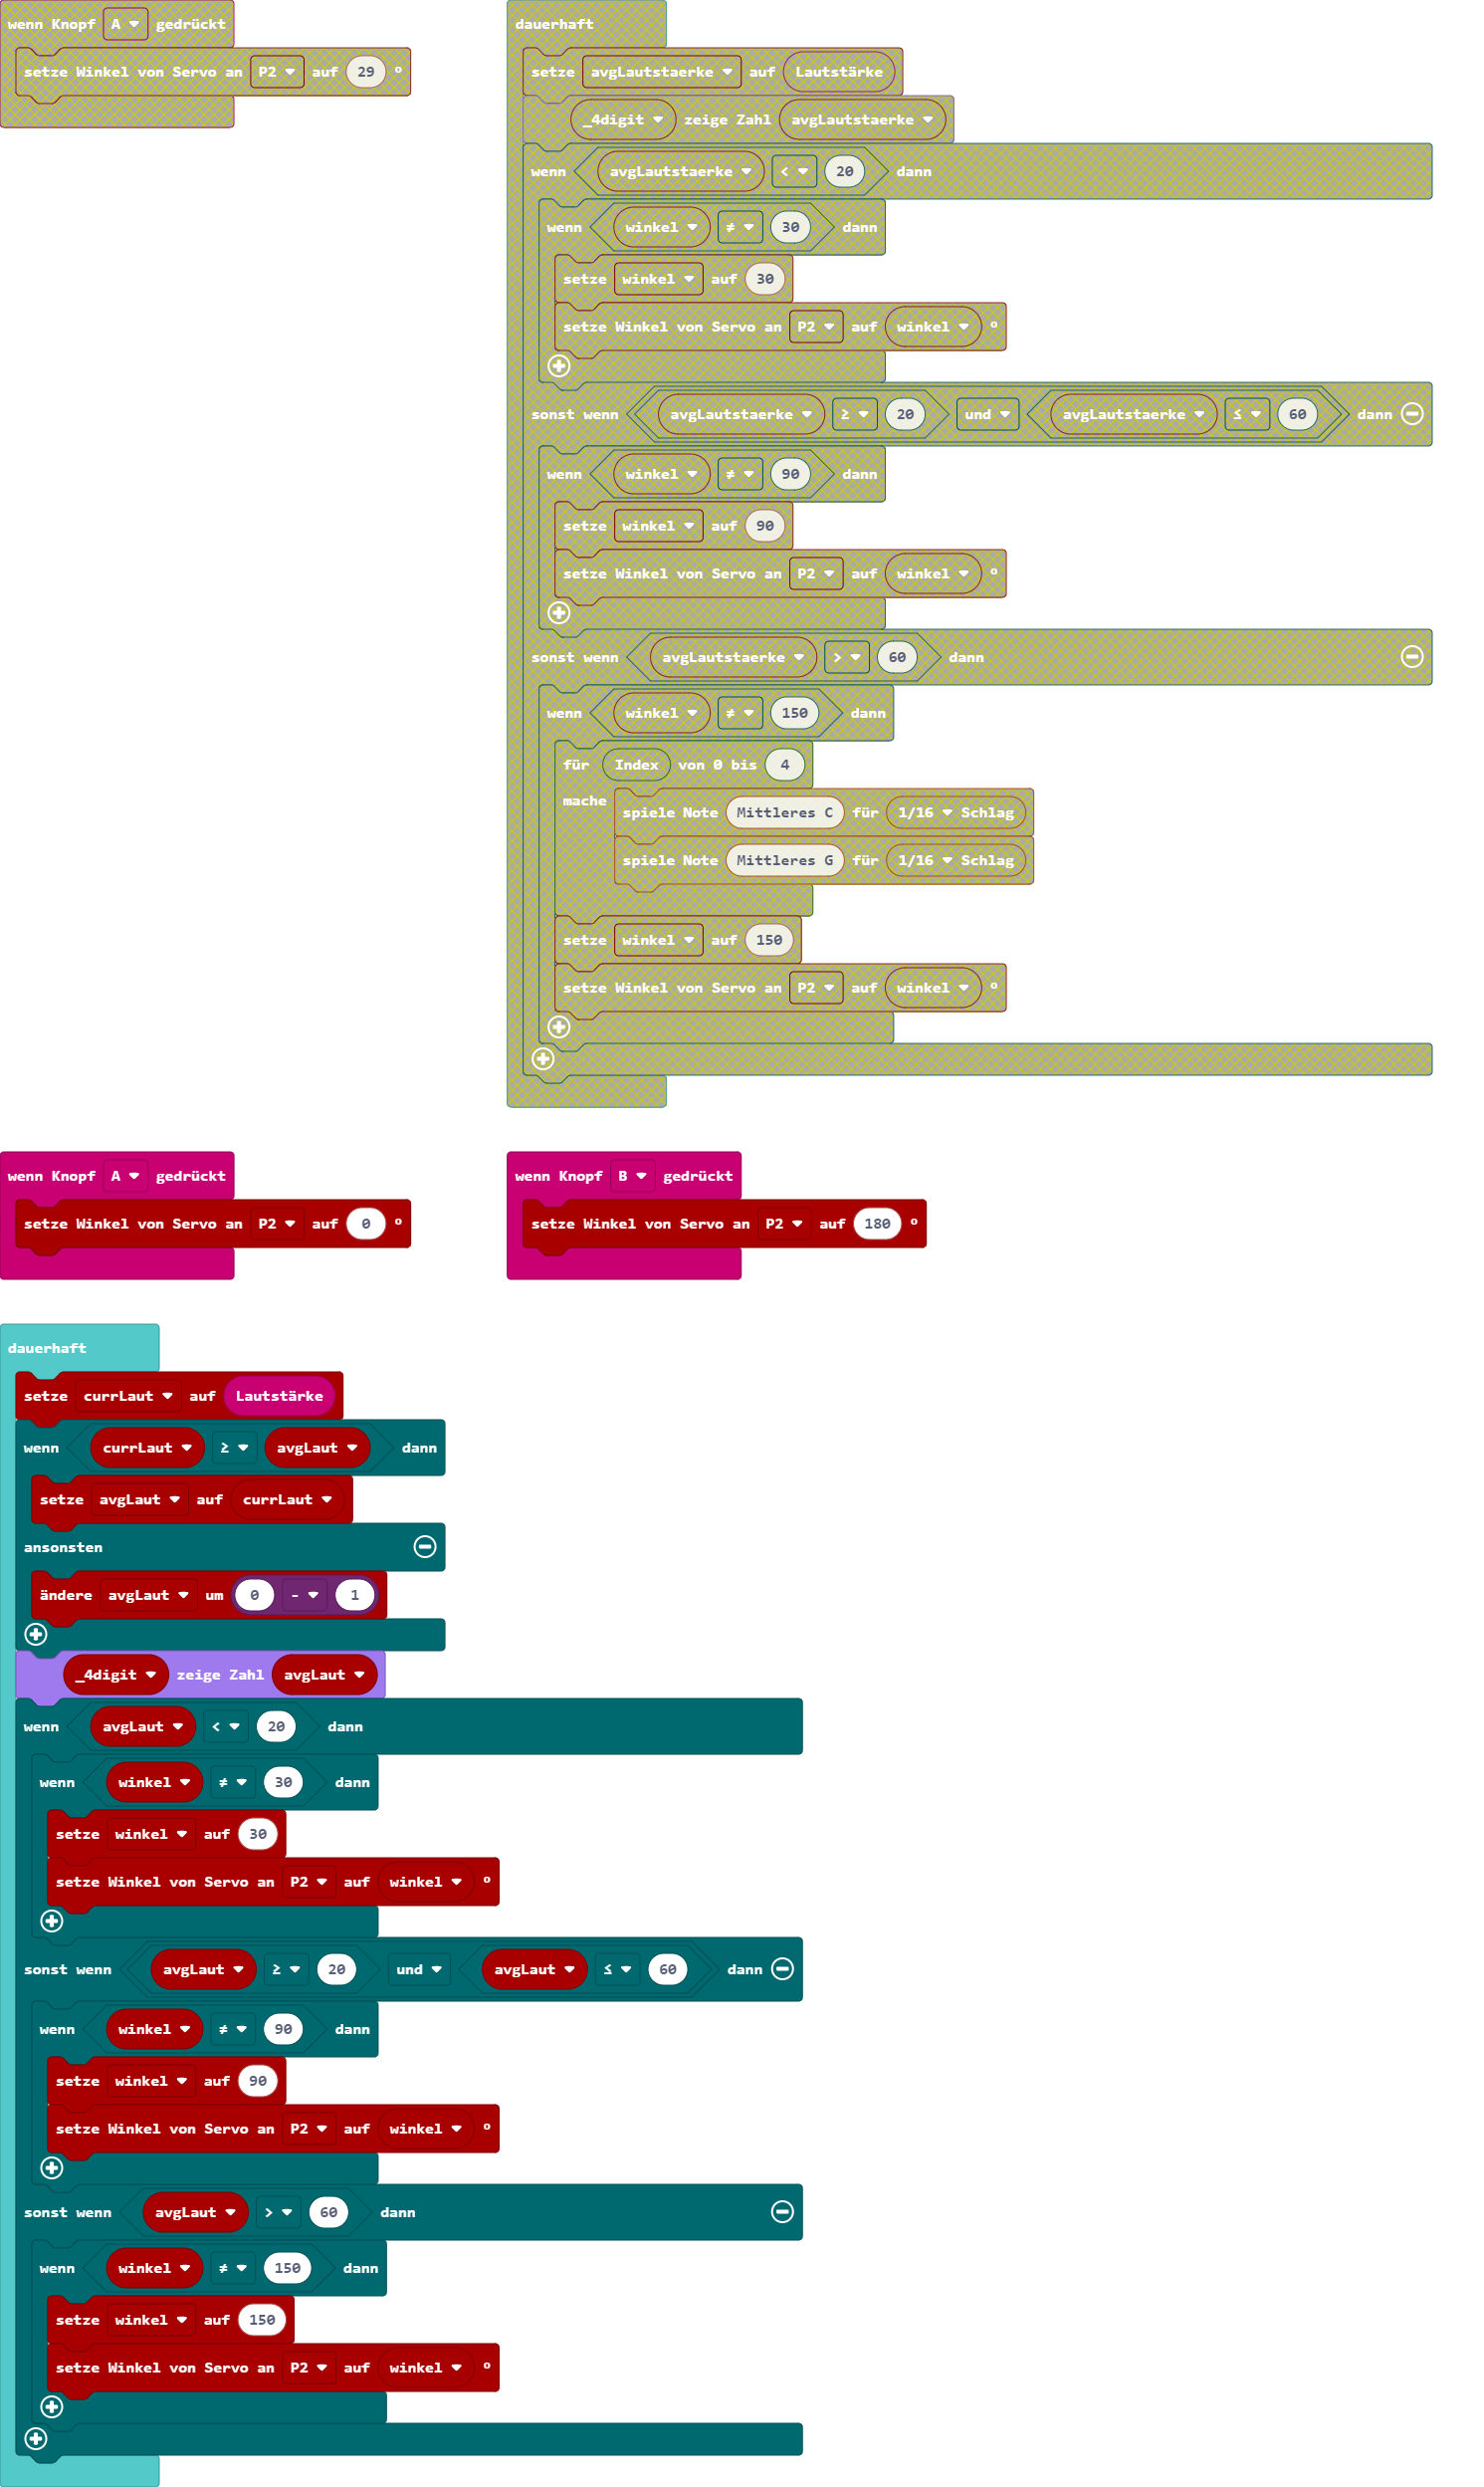 wenn Knopf A gedrückt
setze Winkel von Servo an P2 auf 29 °
dauerhaft
setze avgLautstaerke auf Lautstärke
_4digit zeige Zahl avgLautstaerke
wenn avgLautstaerke < 20 dann
wenn winkel ≠ 30 dann
setze winkel auf 30
setze Winkel von Servo an P2 auf winkel °
sonst wenn avgLautstaerke ≥ 20 und avgLautstaerke ≤ 60 dann
wenn winkel ≠ 90 dann
setze winkel auf 90
setze Winkel von Servo an P2 auf winkel °
sonst wenn avgLautstaerke > 60 dann
wenn winkel ≠ 150 dann
für Index von 0 bis 4
mache
spiele Note Mittleres C für 1/16 Schlag
spiele Note Mittleres G für 1/16 Schlag
setze winkel auf 150
setze Winkel von Servo an P2 auf winkel °
wenn Knopf A gedrückt
setze Winkel von Servo an P2 auf 0 °
wenn Knopf B gedrückt
setze Winkel von Servo an P2 auf 180 °
dauerhaft
setze currLaut auf Lautstärke
wenn currLaut ≥ avgLaut dann
setze avgLaut auf currLaut
ansonsten
ändere avgLaut um 0 - 1
_4digit zeige Zahl avgLaut
wenn avgLaut < 20 dann
wenn winkel ≠ 30 dann
setze winkel auf 30
setze Winkel von Servo an P2 auf winkel °
sonst wenn avgLaut ≥ 20 und avgLaut ≤ 60 dann
wenn winkel ≠ 90 dann
setze winkel auf 90
setze Winkel von Servo an P2 auf winkel °
sonst wenn avgLaut > 60 dann
wenn winkel ≠ 150 dann
setze winkel auf 150
setze Winkel von Servo an P2 auf winkel °